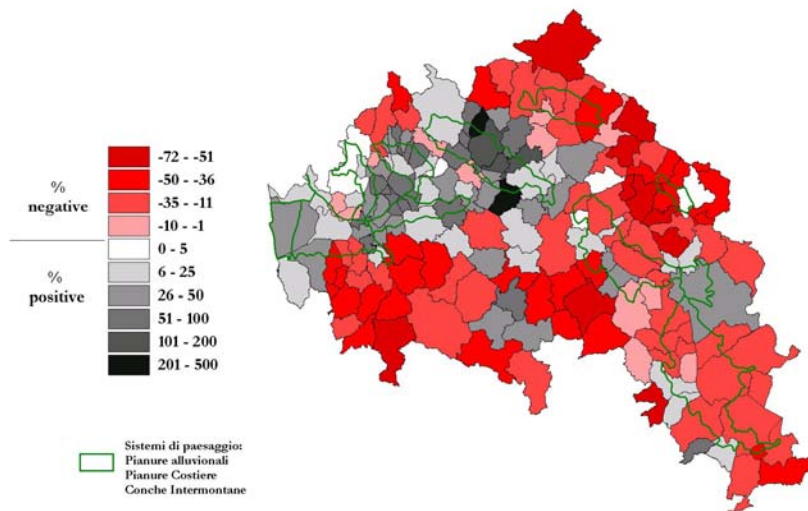 %
negative
%
positive
-72 - -51
-50 - -36
-35 - -11
-10 - -1
0 - 5
6 - 25
26 - 50
51 - 100
101 - 200
201 - 500
Sistemi di paesaggio:
Pianure alluvionali
Pianure Costiere
Conche Intermontane